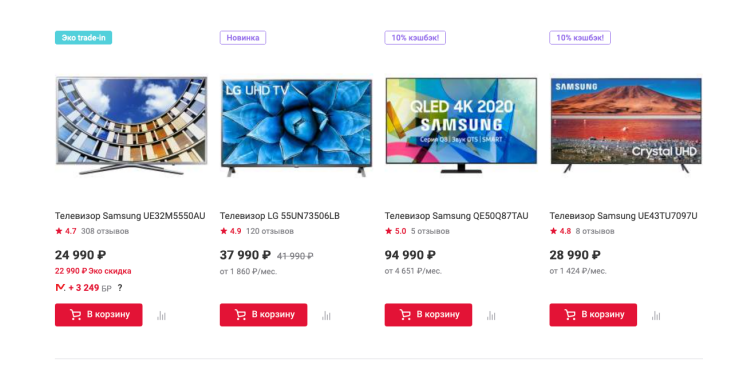 Эко trade-in
Новинка
10% кэшбэк!
10% кэшбэк!
LG UHD TV
QLED 4K 2020
SAMSUNG
Серия Q8 | Звук OTS | SMART
SAMSUNG
Crystal UHD
Телевизор Samsung UE32M5550AU
4.7 308 отзывов
24 990 ₽
22 990 ₽ Эко скидка
М. + 3 249 БР ?
В корзину
Телевизор LG 55UN73506LB
4.9 120 отзывов
37 990 ₽ 41 990 ₽
от 1 860 ₽/мес.
В корзину
Телевизор Samsung QE50Q87TAU
5.0 5 отзывов
94 990 ₽
от 4 651 ₽/мес.
В корзину
Телевизор Samsung UE43TU7097U
4.8 8 отзывов
28 990 ₽
от 1 424 ₽/мес.
В корзину